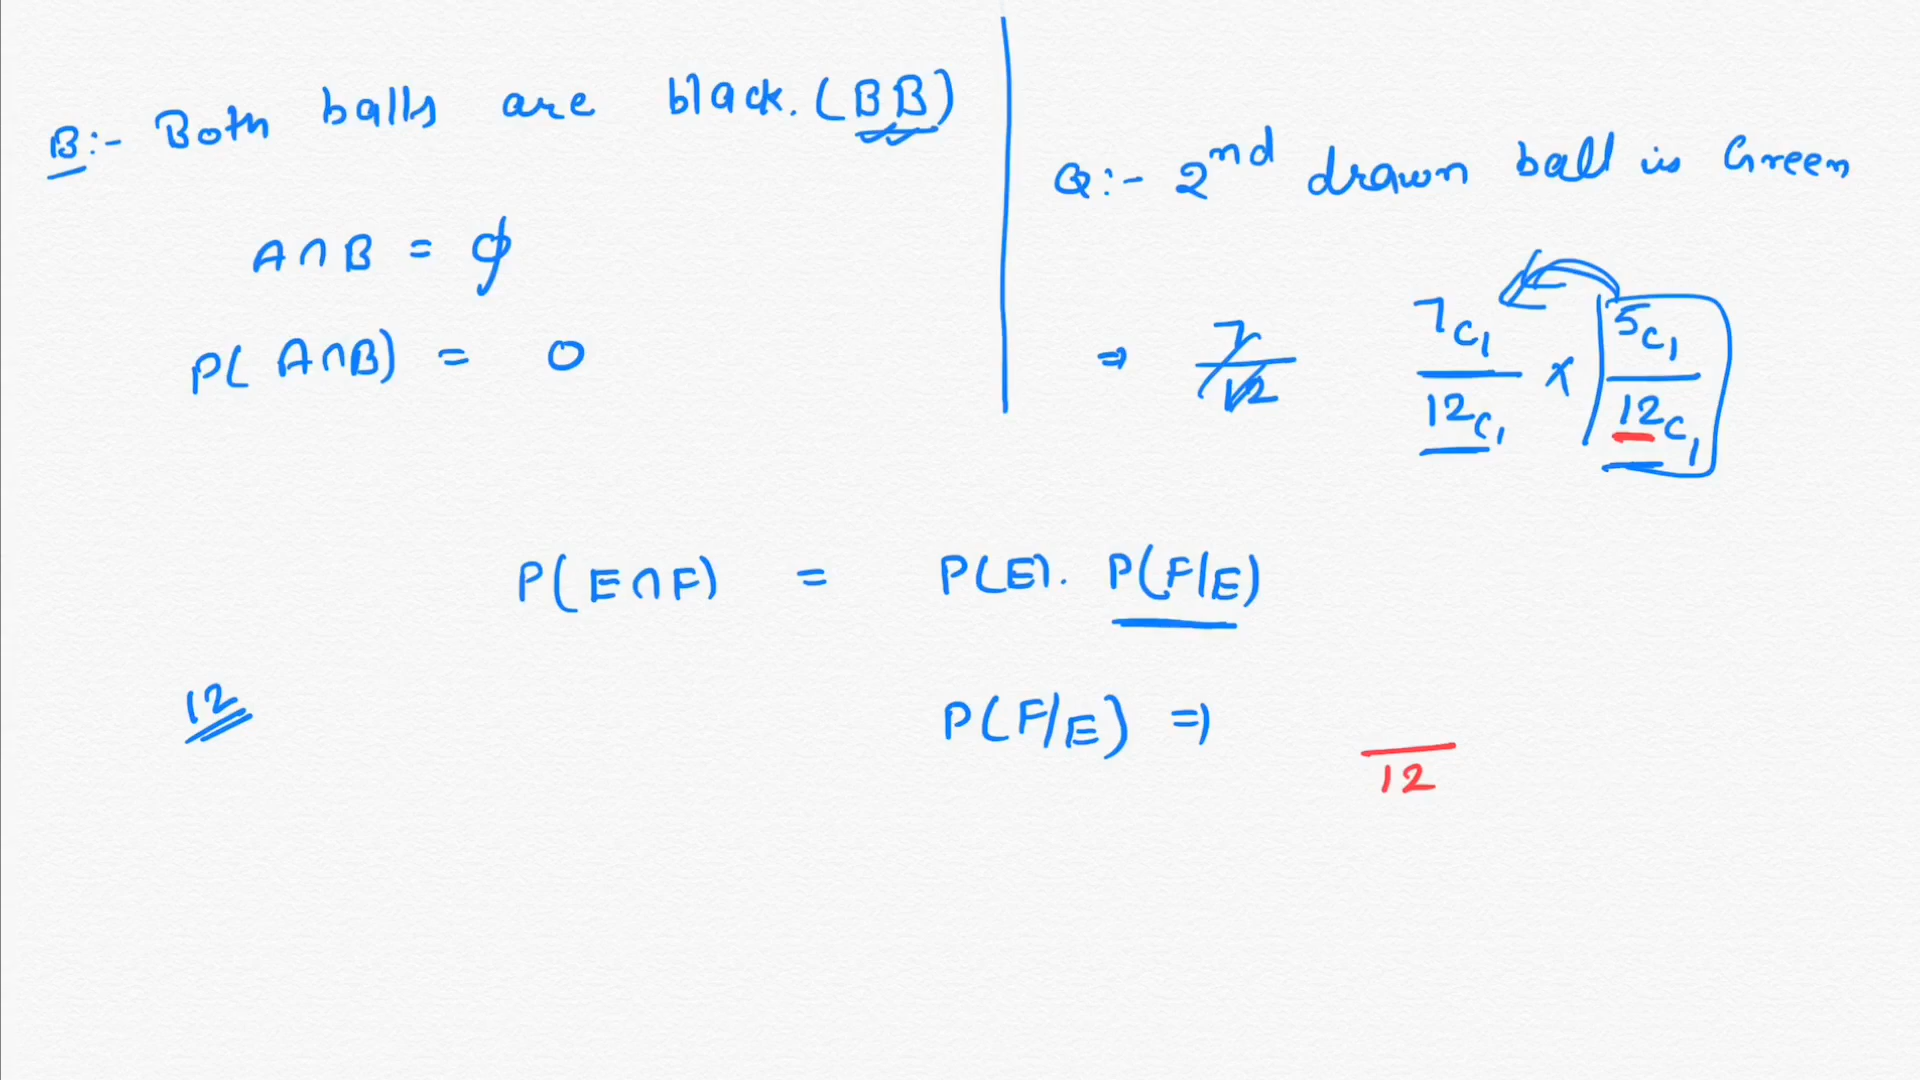 B:- Both balls are black. (BB)
A∩B = ϕ
P( A∩B) = 0
Q:- 2nd drawn ball is Green
⇒ 7/12 7C1/12C1 × 5C1/12C1
P(E∩F) = P(E). P(F/E)
12
P(F/E) ⇒ /12